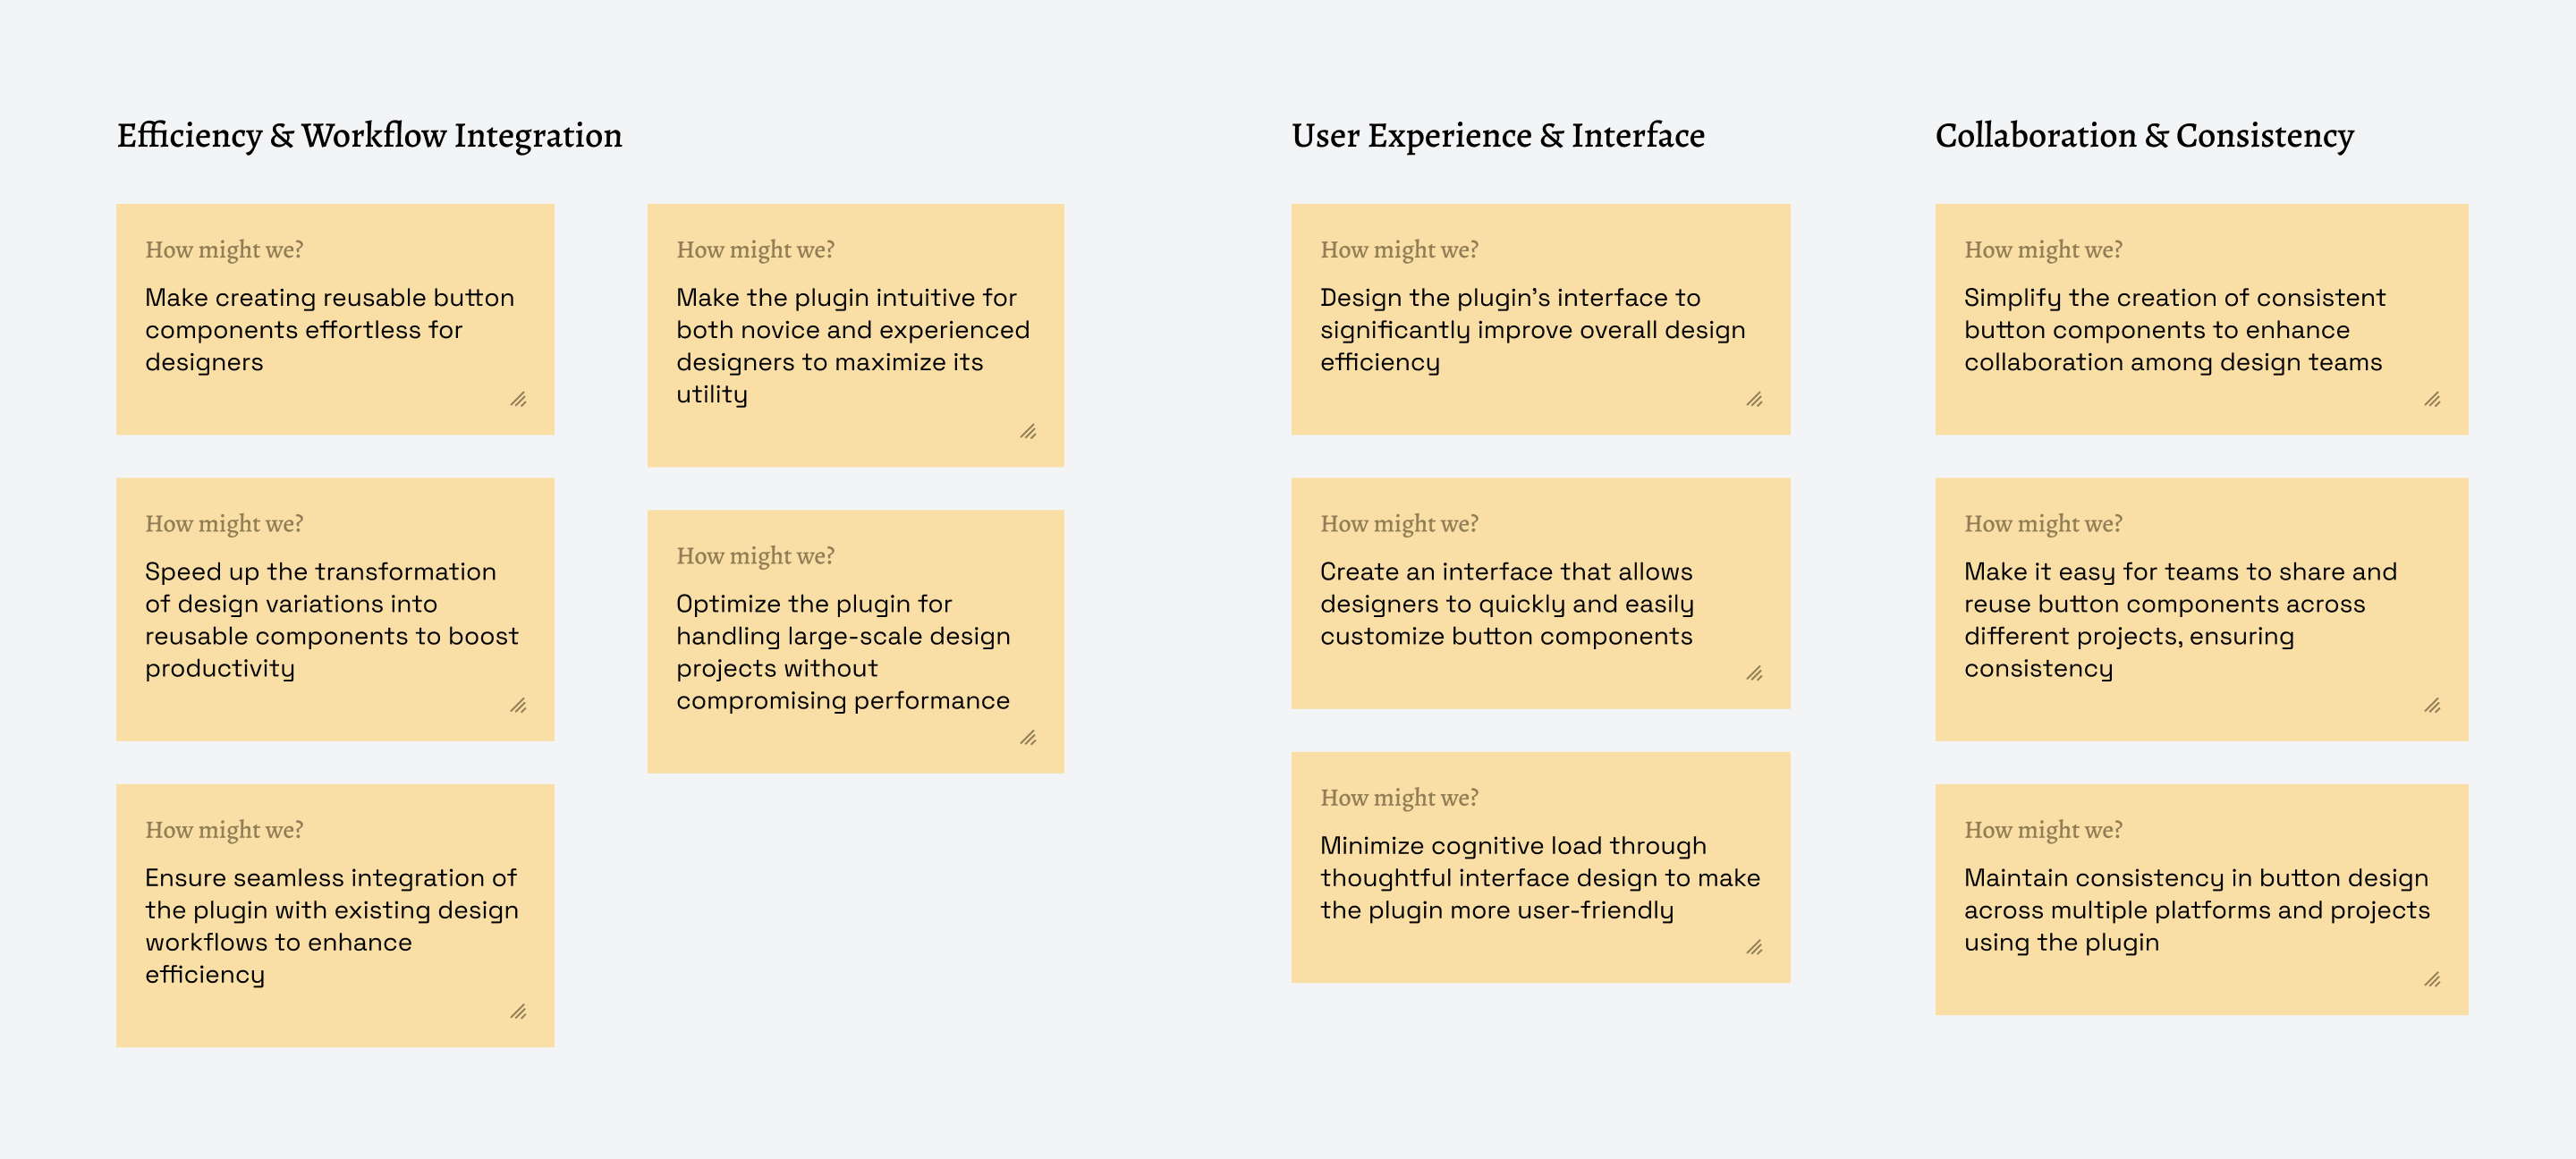 Efficiency & Workflow Integration
How might we?
Make creating reusable button
components effortless for
designers
How might we?
Speed up the transformation
of design variations into
reusable components to boost
productivity
How might we?
Ensure seamless integration of
the plugin with existing design
workflows to enhance
efficiency
How might we?
Make the plugin intuitive for
both novice and experienced
designers to maximize its
utility
How might we?
Optimize the plugin for
handling large-scale design
projects without
compromising performance
User Experience & Interface
How might we?
Design the plugin’s interface to
significantly improve overall design
efficiency
How might we?
Create an interface that allows
designers to quickly and easily
customize button components
How might we?
Minimize cognitive load through
thoughtful interface design to make
the plugin more user-friendly
Collaboration & Consistency
How might we?
Simplify the creation of consistent
button components to enhance
collaboration among design teams
How might we?
Make it easy for teams to share and
reuse button components across
different projects, ensuring
consistency
How might we?
Maintain consistency in button design
across multiple platforms and projects
using the plugin